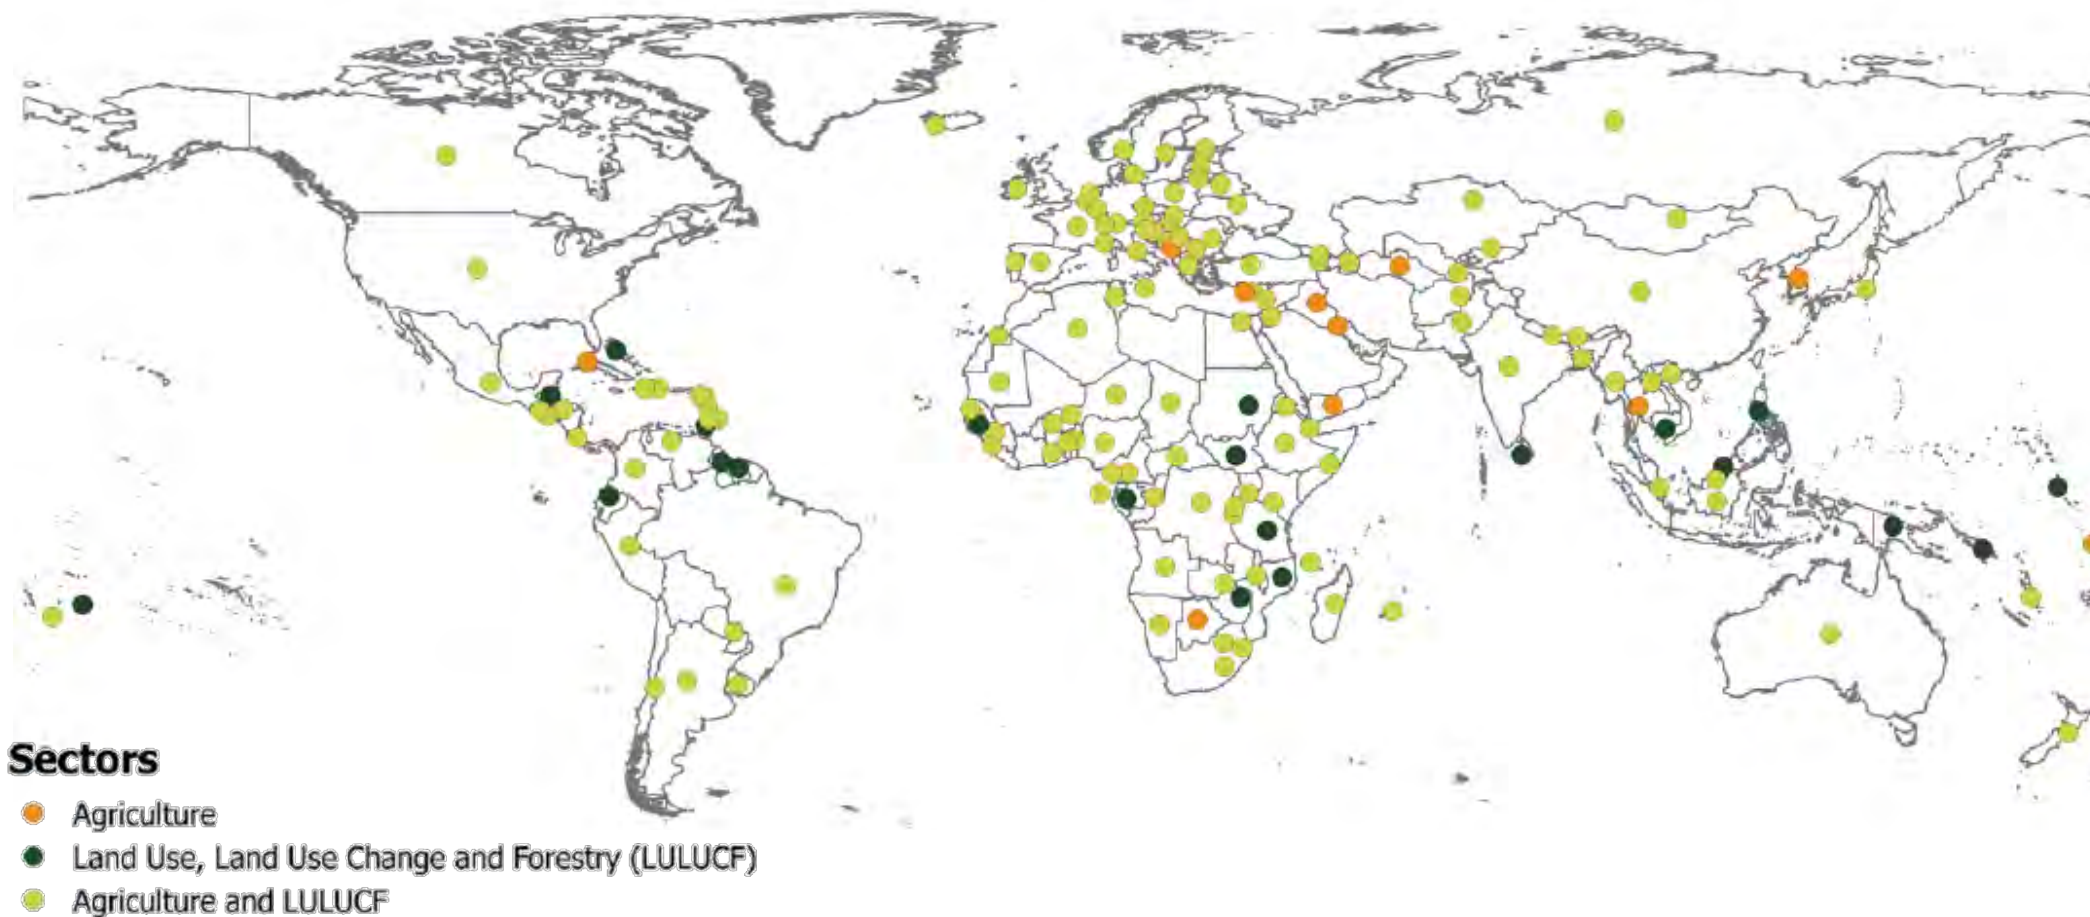 Sectors
Agriculture
Land Use, Land Use Change and Forestry (LULUCF)
Agriculture and LULUCF